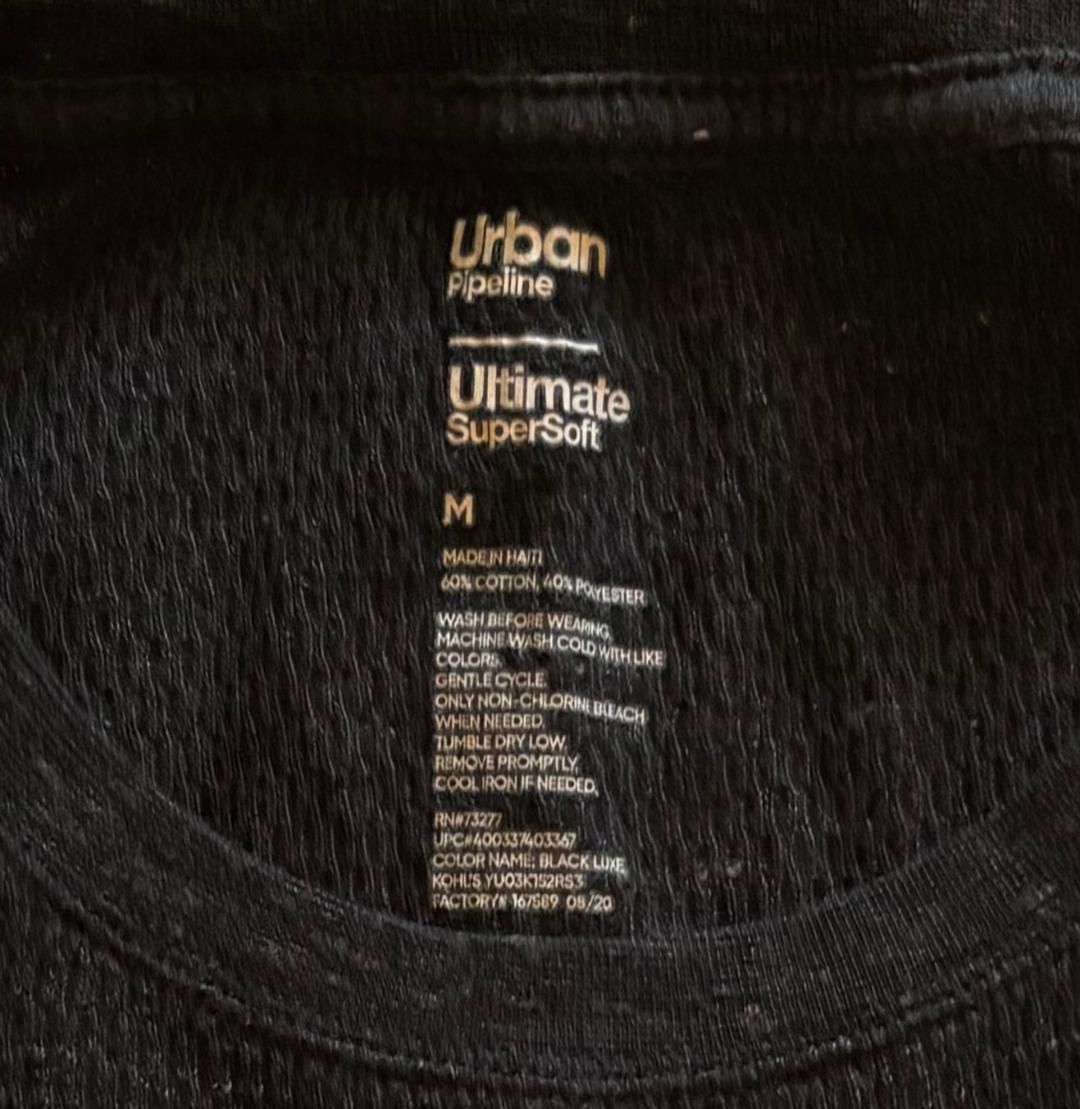 Urban
Pipeline
Ultimate
SuperSoft
M
MADE IN HAITI
60% COTTON, 40% POLYESTER
WASH BEFORE WEARING.
MACHINE WASH COLD WITH LIKE
COLORS.
GENTLE CYCLE.
ONLY NON-CHLORINE BLEACH
WHEN NEEDED.
TUMBLE DRY LOW.
REMOVE PROMPTLY.
COOL IRON IF NEEDED.
RN#73277
UPC#400337403367
COLOR NAME: BLACK LUXE
KOHL'S YU03K152RS3
FACTORY# 167589 08/20